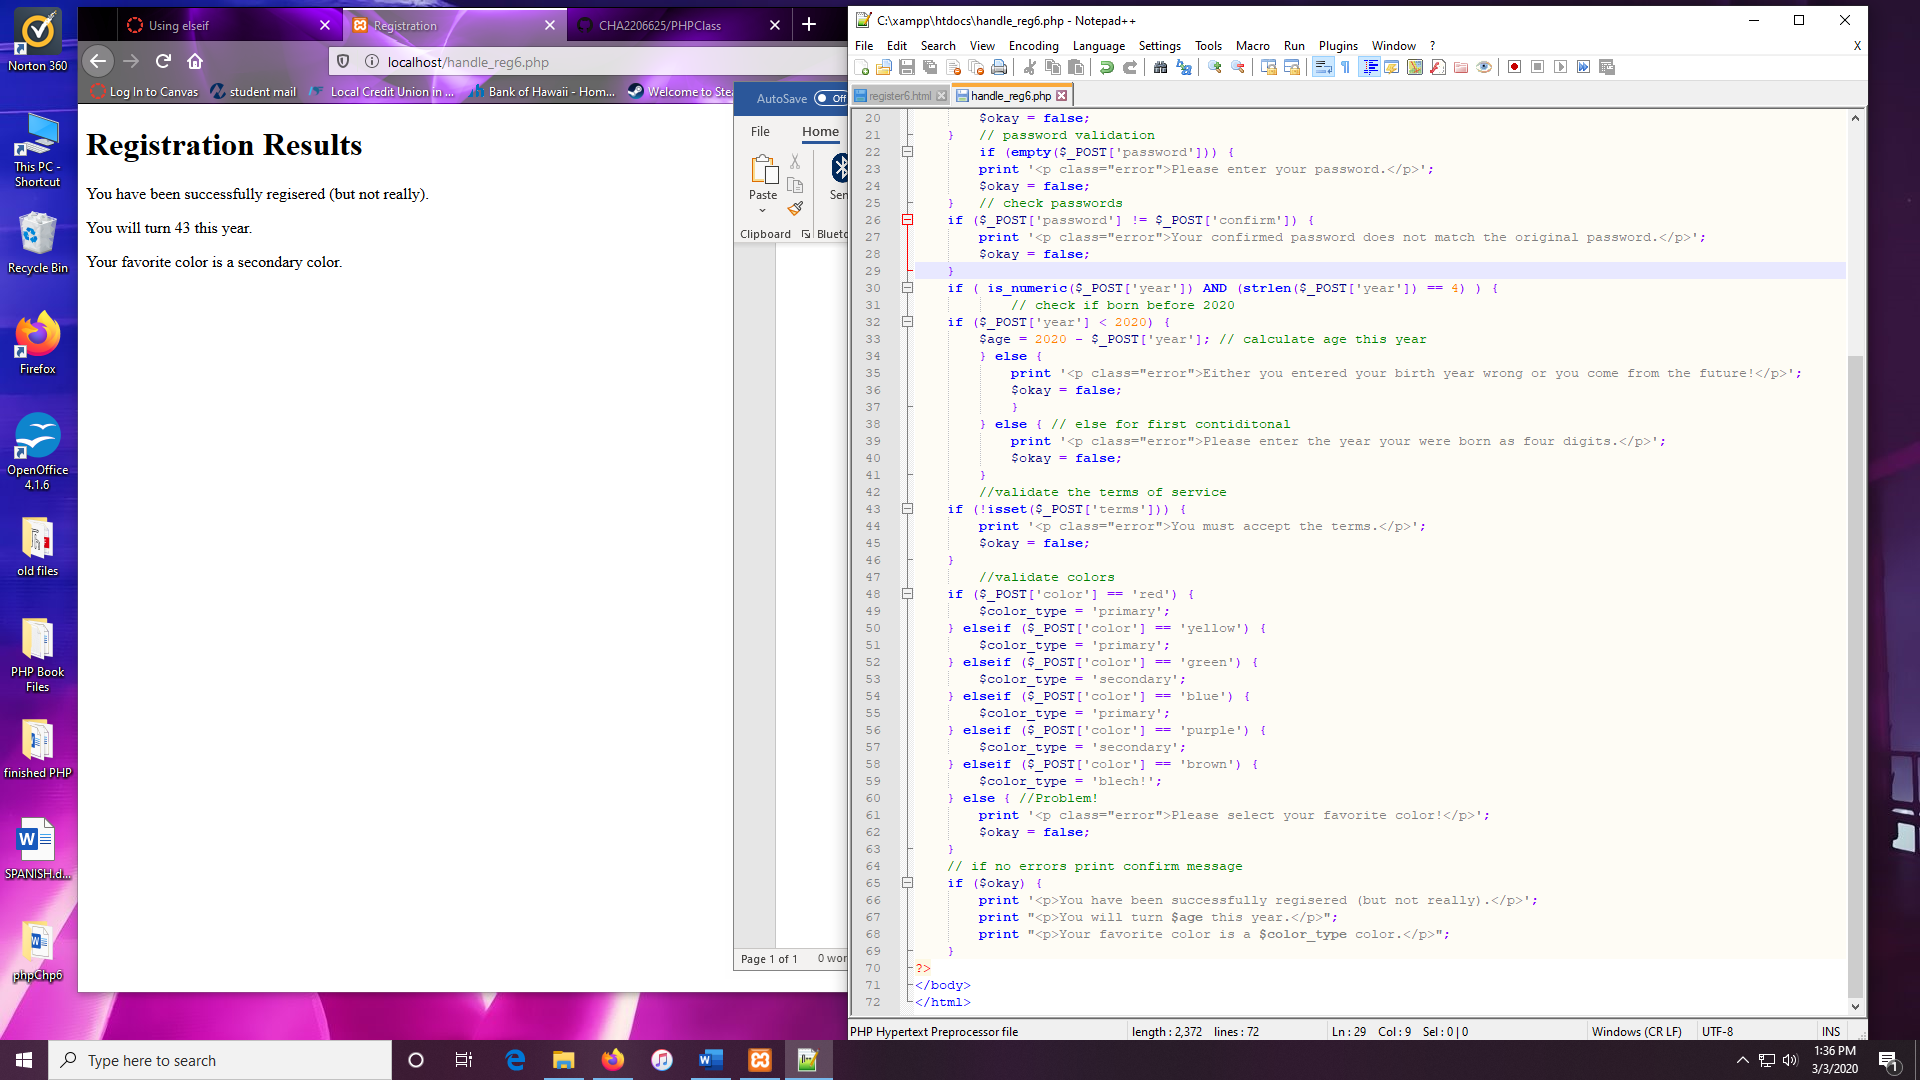 Norton 360
This PC -
Shortcut
Recycle Bin
Firefox
OpenOffice
4.1.6
old files
PHP Book
Files
finished PHP
SPANISH.d...
phpChp6
Using elseif
Registration
CHA2206625/PHPClass
localhost/handle_reg6.php
Log In to Canvas
student mail
Local Credit Union in ...
Bank of Hawaii - Hom...
Welcome to Stea
Registration Results
You have been successfully regisered (but not really).
You will turn 43 this year.
Your favorite color is a secondary color.
AutoSave Off
File Home
Paste
Sen
Clipboard
Blueto
Page 1 of 1 0 wor
C:\xampp\htdocs\handle_reg6.php - Notepad++
File Edit Search View Encoding Language Settings Tools Macro Run Plugins Window ? X
register6.html handle_reg6.php
20 $okay = false;
21 } // password validation
22 if (empty($_POST['password'])) {
23 print '<p class="error">Please enter your password.</p>';
24 $okay = false;
25 } // check passwords
26 if ($_POST['password'] != $_POST['confirm']) {
27 print '<p class="error">Your confirmed password does not match the original password.</p>';
28 $okay = false;
29 }
30 if ( is_numeric($_POST['year']) AND (strlen($_POST['year']) == 4) ) {
31 // check if born before 2020
32 if ($_POST['year'] < 2020) {
33 $age = 2020 - $_POST['year']; // calculate age this year
34 } else {
35 print '<p class="error">Either you entered your birth year wrong or you come from the future!</p>';
36 $okay = false;
37 }
38 } else { // else for first contiditonal
39 print '<p class="error">Please enter the year your were born as four digits.</p>';
40 $okay = false;
41 }
42 //validate the terms of service
43 if (!isset($_POST['terms'])) {
44 print '<p class="error">You must accept the terms.</p>';
45 $okay = false;
46 }
47 //validate colors
48 if ($_POST['color'] == 'red') {
49 $color_type = 'primary';
50 } elseif ($_POST['color'] == 'yellow') {
51 $color_type = 'primary';
52 } elseif ($_POST['color'] == 'green') {
53 $color_type = 'secondary';
54 } elseif ($_POST['color'] == 'blue') {
55 $color_type = 'primary';
56 } elseif ($_POST['color'] == 'purple') {
57 $color_type = 'secondary';
58 } elseif ($_POST['color'] == 'brown') {
59 $color_type = 'blech!';
60 } else { //Problem!
61 print '<p class="error">Please select your favorite color!</p>';
62 $okay = false;
63 }
64 // if no errors print confirm message
65 if ($okay) {
66 print '<p>You have been successfully regisered (but not really).</p>';
67 print "<p>You will turn $age this year.</p>";
68 print "<p>Your favorite color is a $color_type color.</p>";
69 }
70 ?>
71 </body>
72 </html>
PHP Hypertext Preprocessor file length : 2,372 lines : 72 Ln : 29 Col : 9 Sel : 0 | 0 Windows (CR LF) UTF-8 INS
Type here to search
1:36 PM
3/3/2020
1